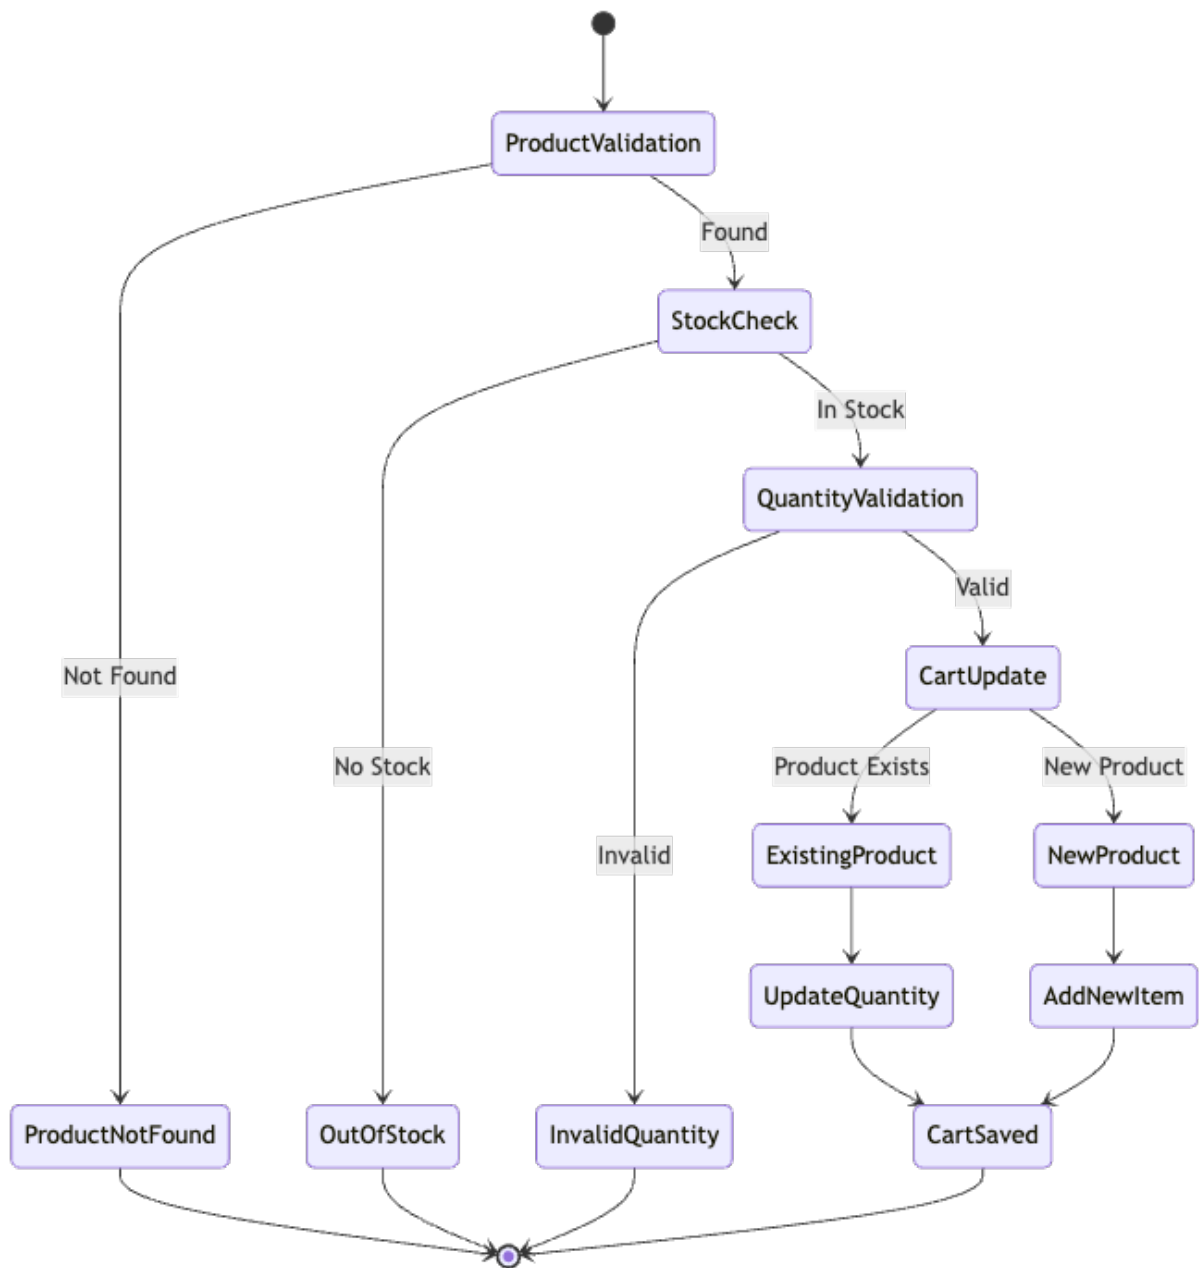 ProductValidation
Found
StockCheck
In Stock
QuantityValidation
Valid
Not Found
CartUpdate
No Stock
Product Exists
New Product
Invalid
ExistingProduct
NewProduct
UpdateQuantity
AddNewItem
ProductNotFound
OutOfStock
InvalidQuantity
CartSaved